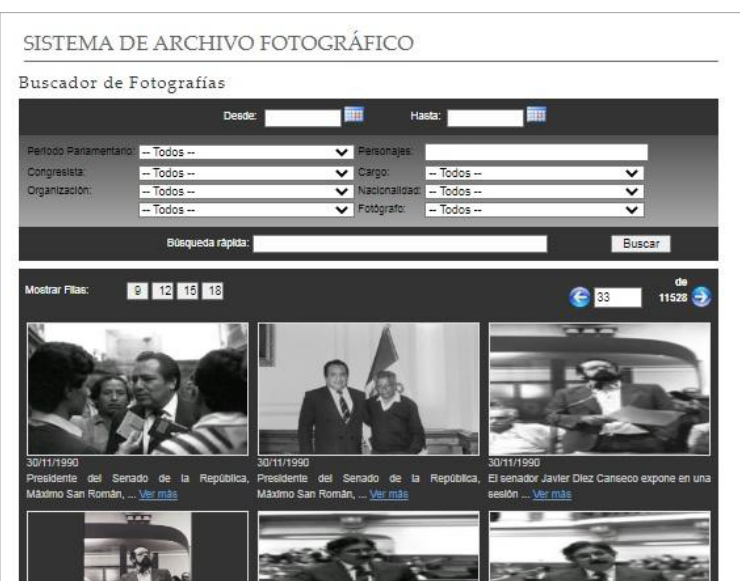 SISTEMA DE ARCHIVO FOTOGRÁFICO
Buscador de Fotografías
Desde: Hasta:
Periodo Parlamentario: -- Todos -- Personajes:
Congresista: -- Todos -- Cargo: -- Todos --
Organización: -- Todos -- Nacionalidad: -- Todos --
-- Todos -- Fotógrafo: -- Todos --
Búsqueda rápida: Buscar
Mostrar Filas: 9 12 15 18 33 de 11528
30/11/1990 30/11/1990 30/11/1990
Presidente del Senado de la República, Presidente del Senado de la República, El senador Javier Diez Canseco expone en una
Máximo San Román, ... Ver más Máximo San Román, ... Ver más sesión ... Ver más